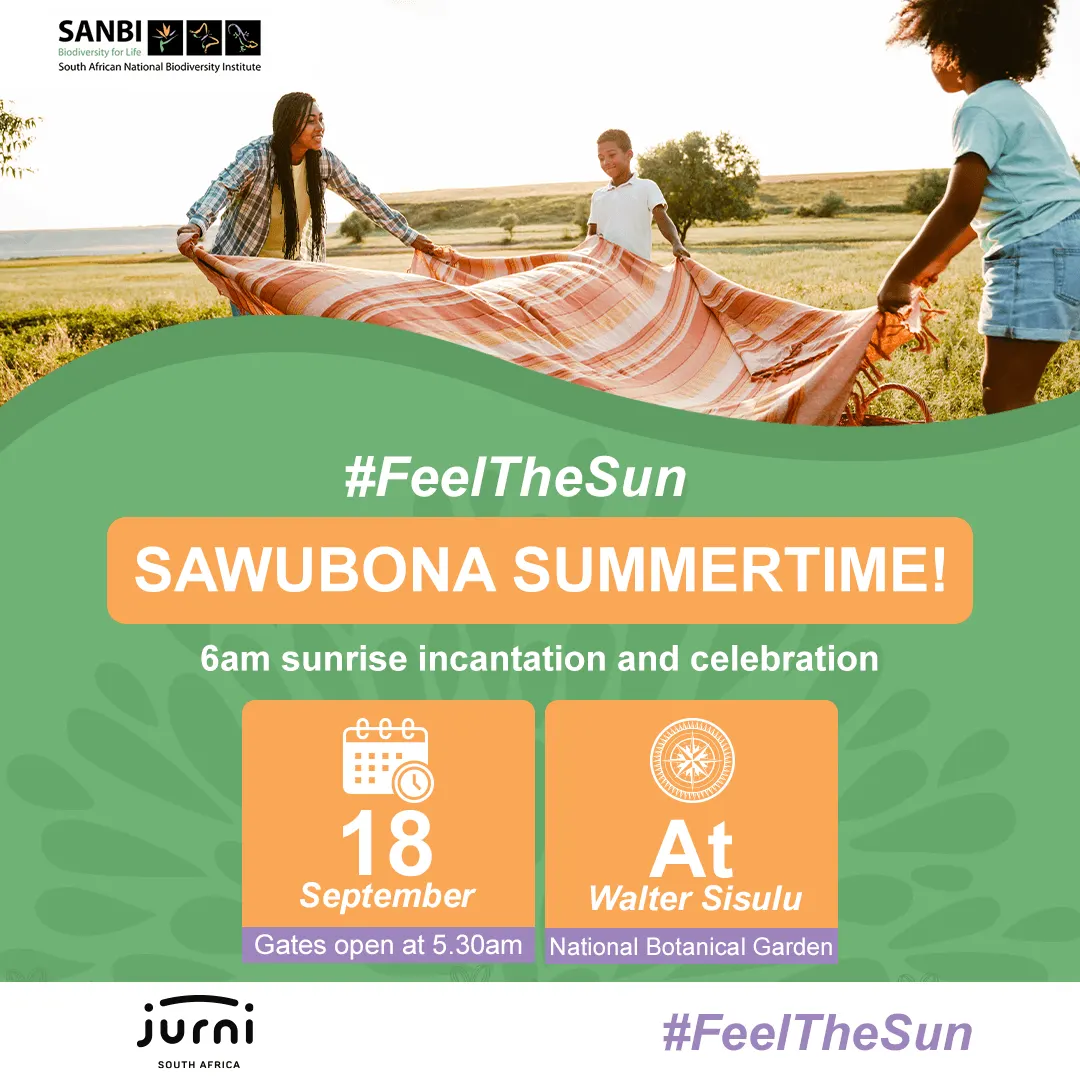 SANBI
Biodiversity for Life
South African National Biodiversity Institute
#FeelTheSun
SAWUBONA SUMMERTIME!
6am sunrise incantation and celebration
18
September
Gates open at 5.30am
At
Walter Sisulu
National Botanical Garden
jurni
SOUTH AFRICA
#FeelTheSun